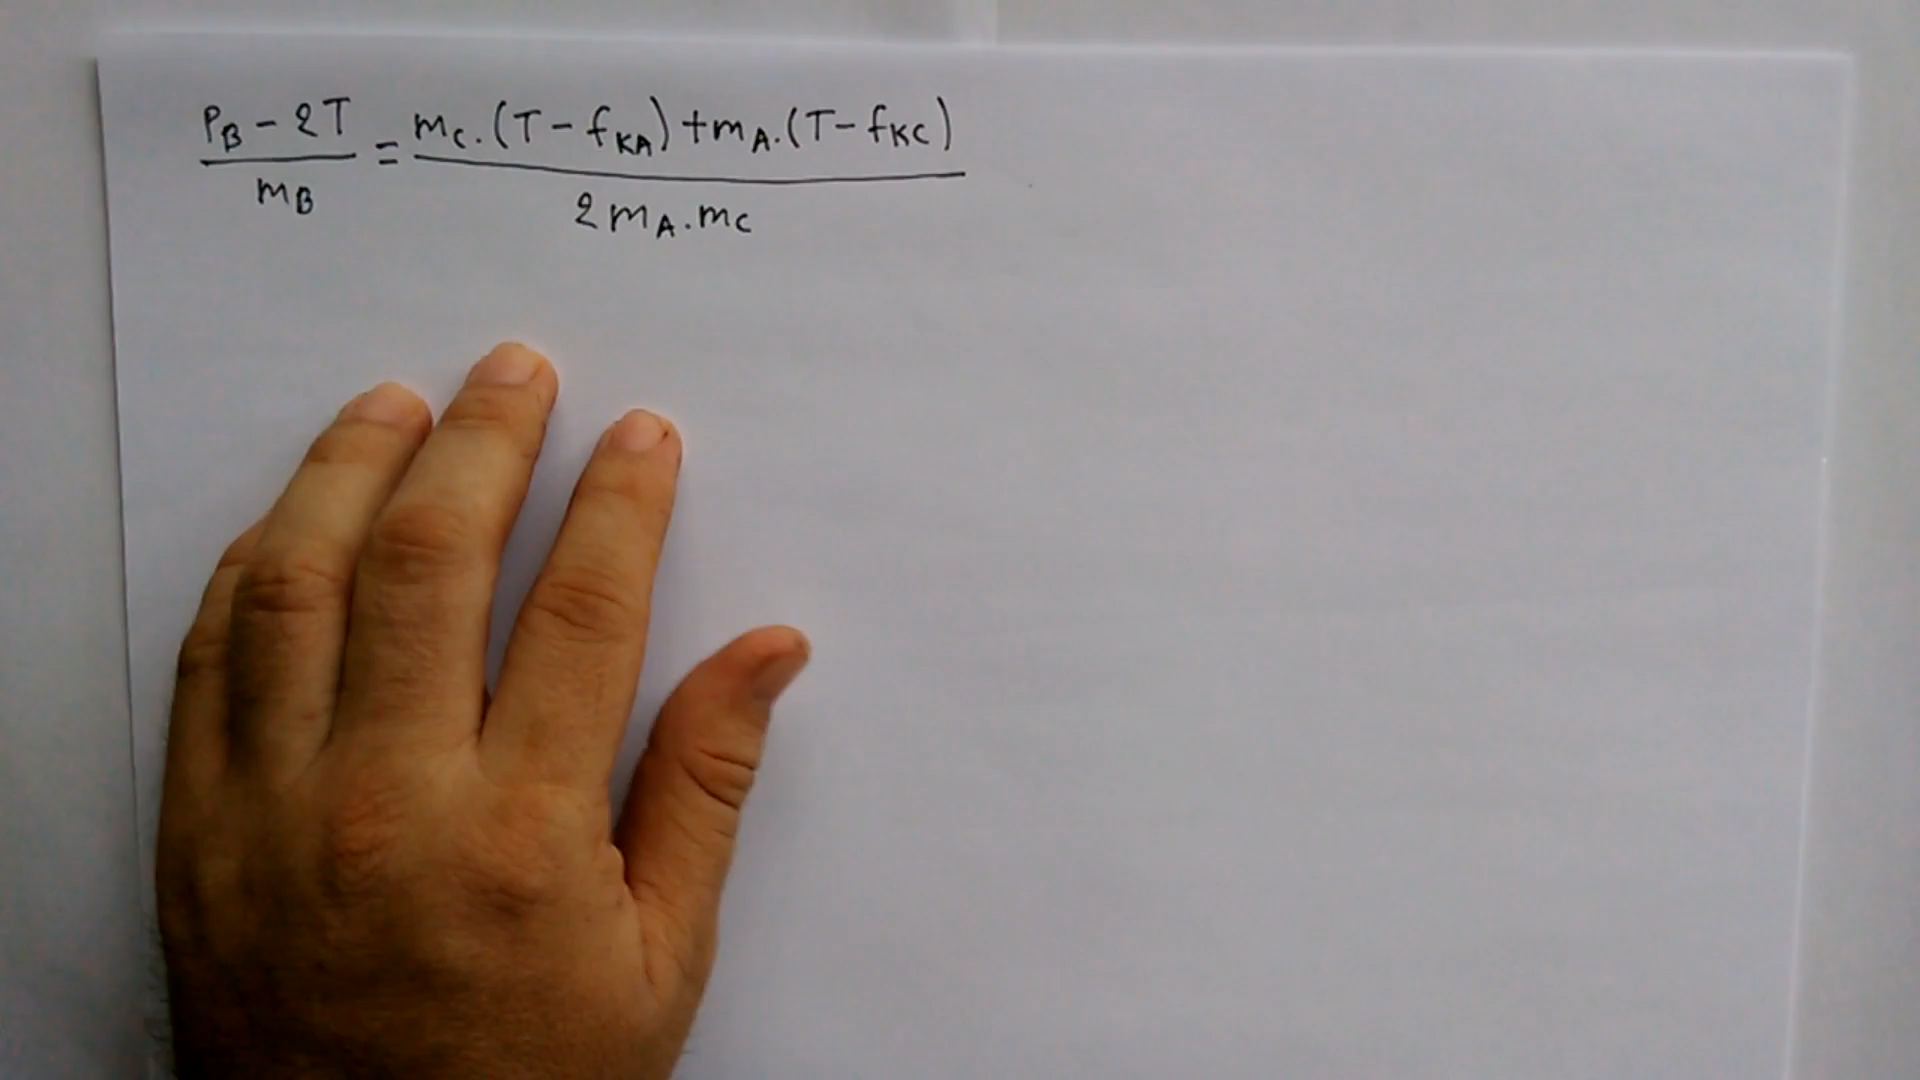 P_B - 2T / m_B = m_C.(T - f_KA) + m_A.(T - f_KC) / 2m_A.m_C